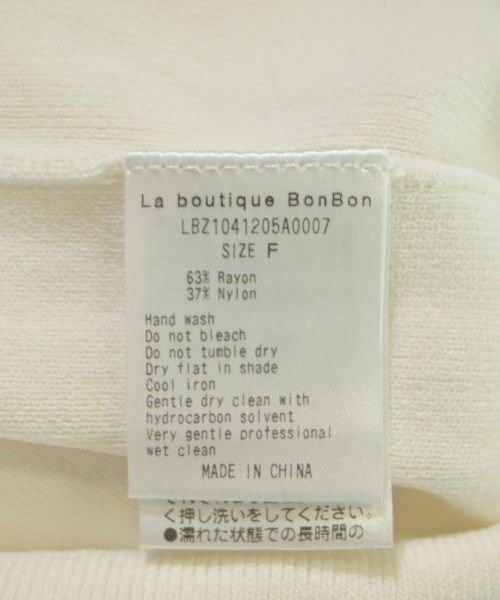 La boutique BonBon
LBZ1041205A0007
SIZE F
63% Rayon
37% Nylon
Hand wash
Do not bleach
Do not tumble dry
Dry flat in shade
Cool iron
Gentle dry clean with
hydrocarbon solvent
Very gentle professional
wet clean
MADE IN CHINA
く押し洗いをしてください。
●濡れた状態での長時間の